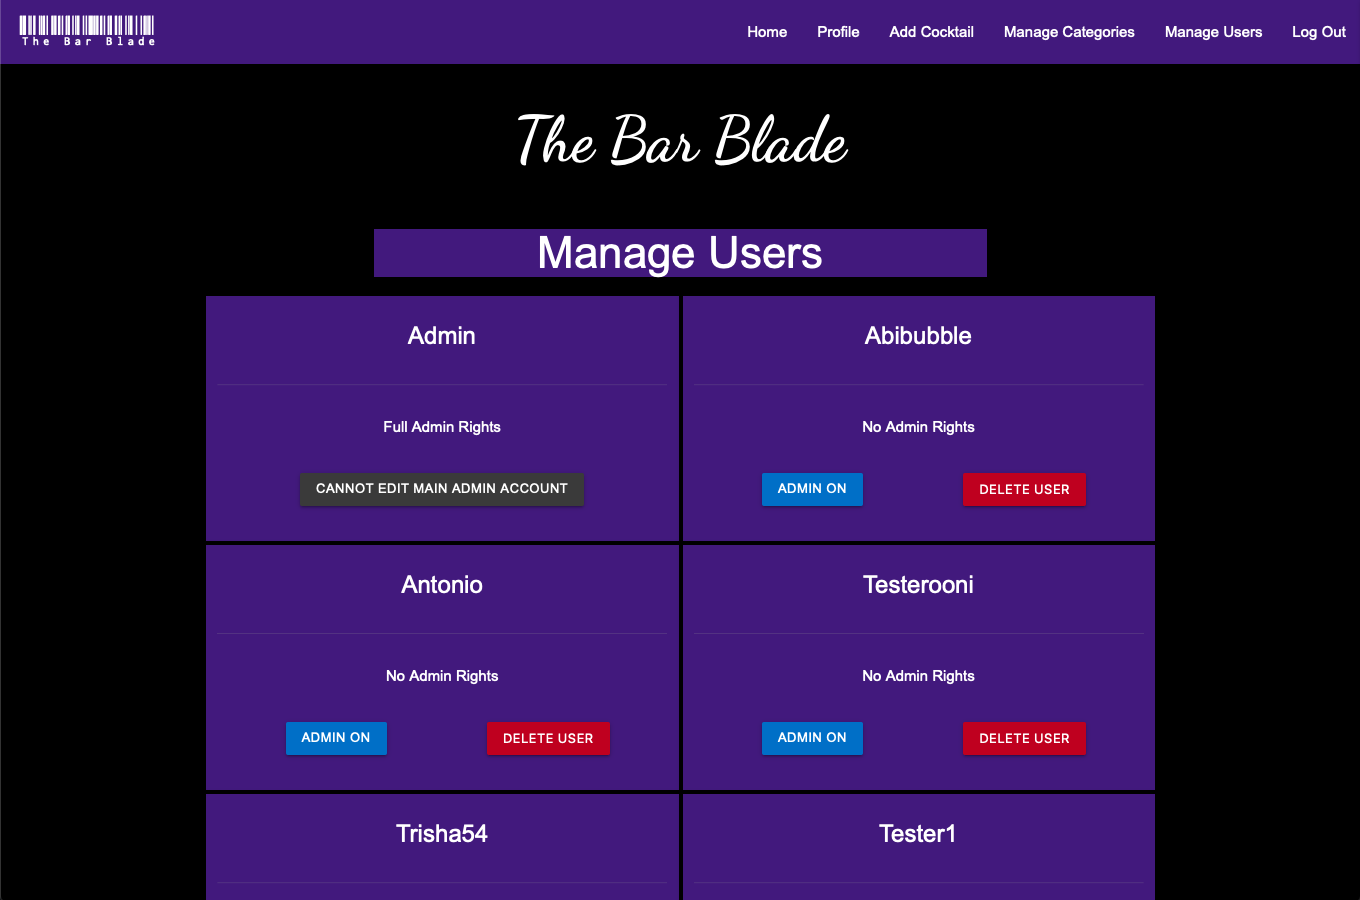 The Bar Blade
Home Profile Add Cocktail Manage Categories Manage Users Log Out
The Bar Blade
Manage Users
Admin
Full Admin Rights
CANNOT EDIT MAIN ADMIN ACCOUNT
Abibubble
No Admin Rights
ADMIN ON DELETE USER
Antonio
No Admin Rights
ADMIN ON DELETE USER
Testerooni
No Admin Rights
ADMIN ON DELETE USER
Trisha54
Tester1